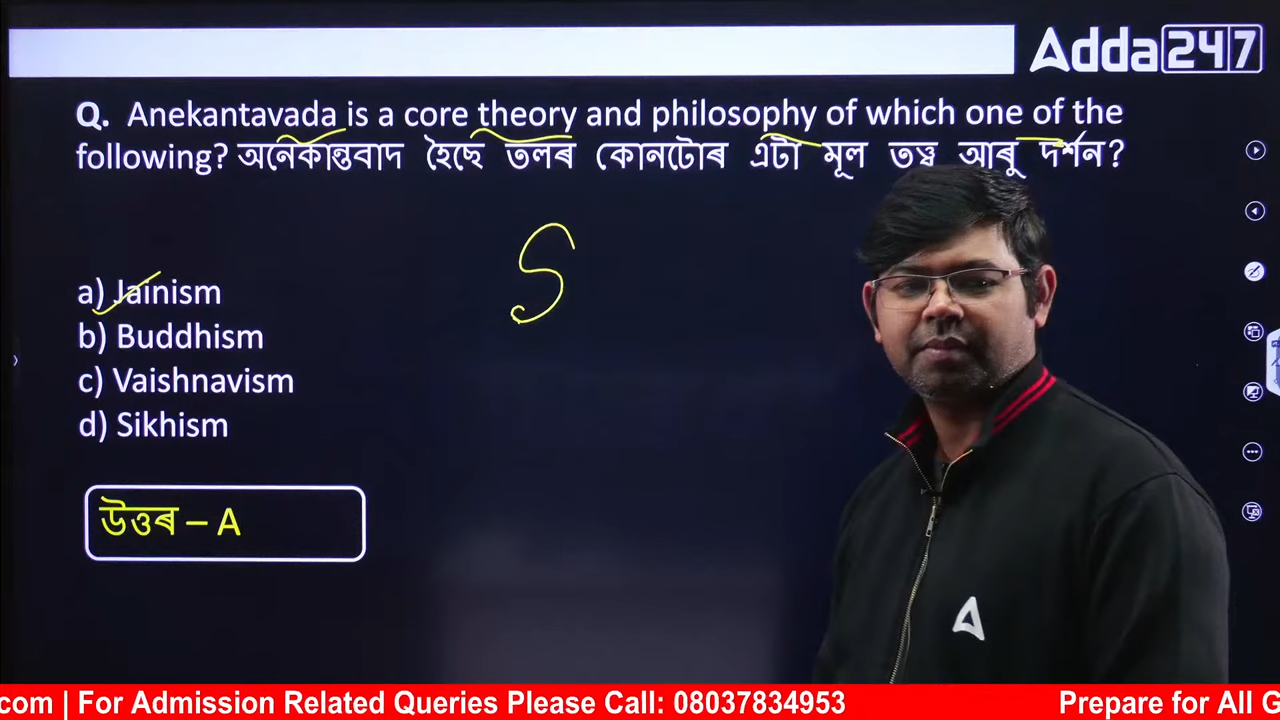 Adda247
Q. Anekantavada is a core theory and philosophy of which one of the
following? অনেকান্তবাদ হৈছে তলৰ কোনটোৰ এটা মূল তত্ত্ব আৰু দৰ্শন?
S
a) Jainism
b) Buddhism
c) Vaishnavism
d) Sikhism
উত্তৰ – A
.com | For Admission Related Queries Please Call: 08037834953 Prepare for All G